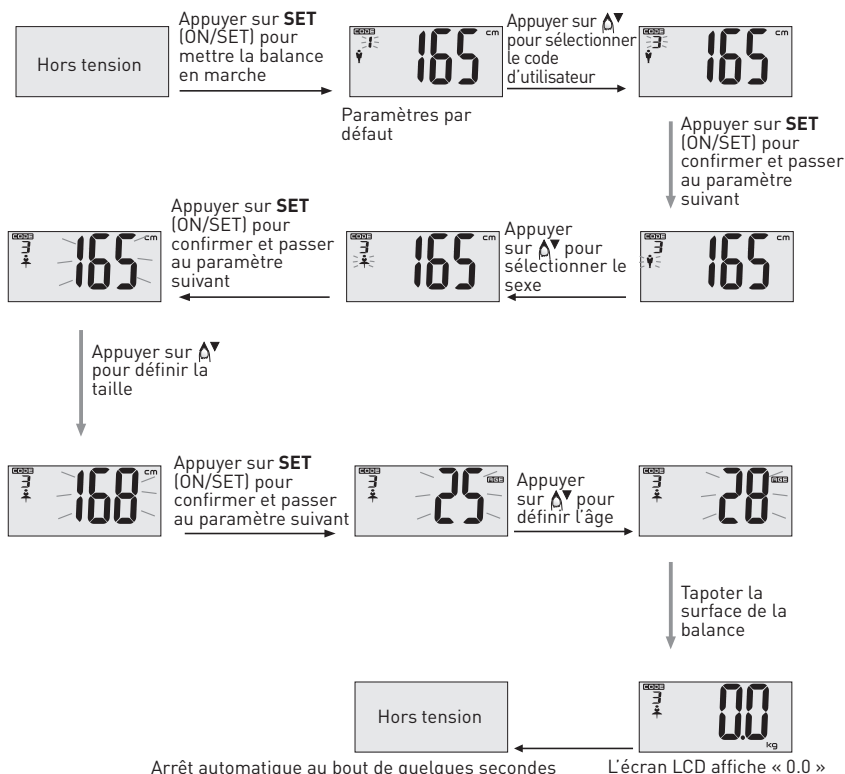 Hors tension
Appuyer sur SET
(ON/SET) pour
mettre la balance
en marche
CODE
1
165
cm
Paramètres par
défaut
Appuyer sur ▲▼
pour sélectionner
le code
d'utilisateur
CODE
3
165
cm
Appuyer sur SET
(ON/SET) pour
confirmer et passer
au paramètre
suivant
CODE
3
165
cm
Appuyer
sur ▲▼ pour
sélectionner le
sexe
CODE
3
165
cm
Appuyer sur SET
(ON/SET) pour
confirmer et passer
au paramètre
suivant
CODE
3
165
cm
Appuyer sur ▲▼
pour définir la
taille
CODE
3
168
cm
Appuyer sur SET
(ON/SET) pour
confirmer et passer
au paramètre suivant
CODE
3
25
AGE
Appuyer
sur ▲▼ pour
définir l'âge
CODE
3
28
AGE
Tapoter la
surface de la
balance
CODE
3
0.0
kg
L'écran LCD affiche « 0.0 »
Hors tension
Arrêt automatique au bout de quelques secondes